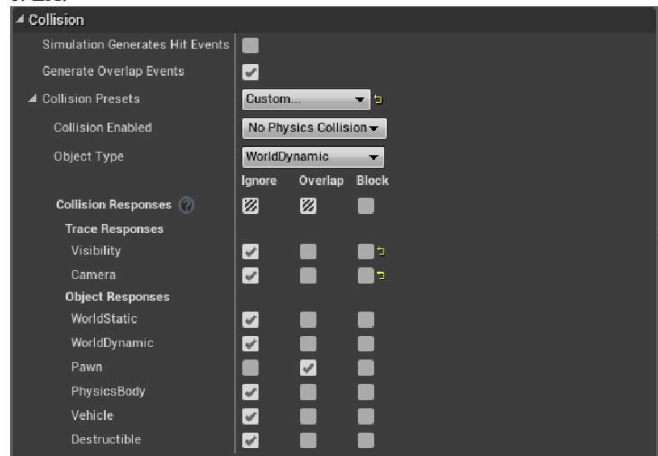 Collision
Simulation Generates Hit Events
Generate Overlap Events
Collision Presets Custom...
Collision Enabled No Physics Collision
Object Type WorldDynamic
Ignore Overlap Block
Collision Responses ?
Trace Responses
Visibility
Camera
Object Responses
WorldStatic
WorldDynamic
Pawn
PhysicsBody
Vehicle
Destructible